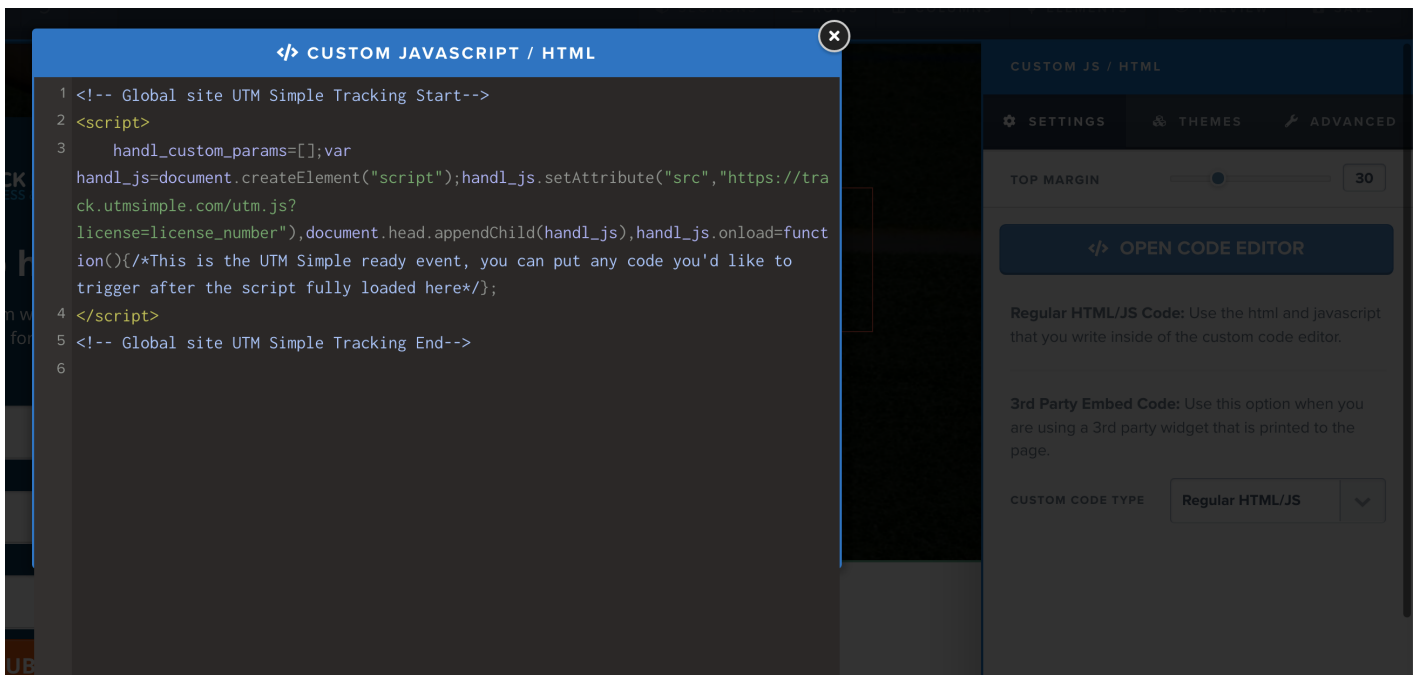 </> CUSTOM JAVASCRIPT / HTML
1 <!-- Global site UTM Simple Tracking Start-->
2 <script>
3 handl_custom_params=[];var
handl_js=document.createElement("script");handl_js.setAttribute("src","https://tra
ck.utmsimple.com/utm.js?
license=license_number"),document.head.appendChild(handl_js),handl_js.onload=funct
ion(){/*This is the UTM Simple ready event, you can put any code you'd like to
trigger after the script fully loaded here*/};
4 </script>
5 <!-- Global site UTM Simple Tracking End-->
6
CUSTOM JS / HTML
SETTINGS
THEMES
ADVANCED
TOP MARGIN
30
</> OPEN CODE EDITOR
Regular HTML/JS Code: Use the html and javascript
that you write inside of the custom code editor.
3rd Party Embed Code: Use this option when you
are using a 3rd party widget that is printed to the
page.
CUSTOM CODE TYPE
Regular HTML/JS